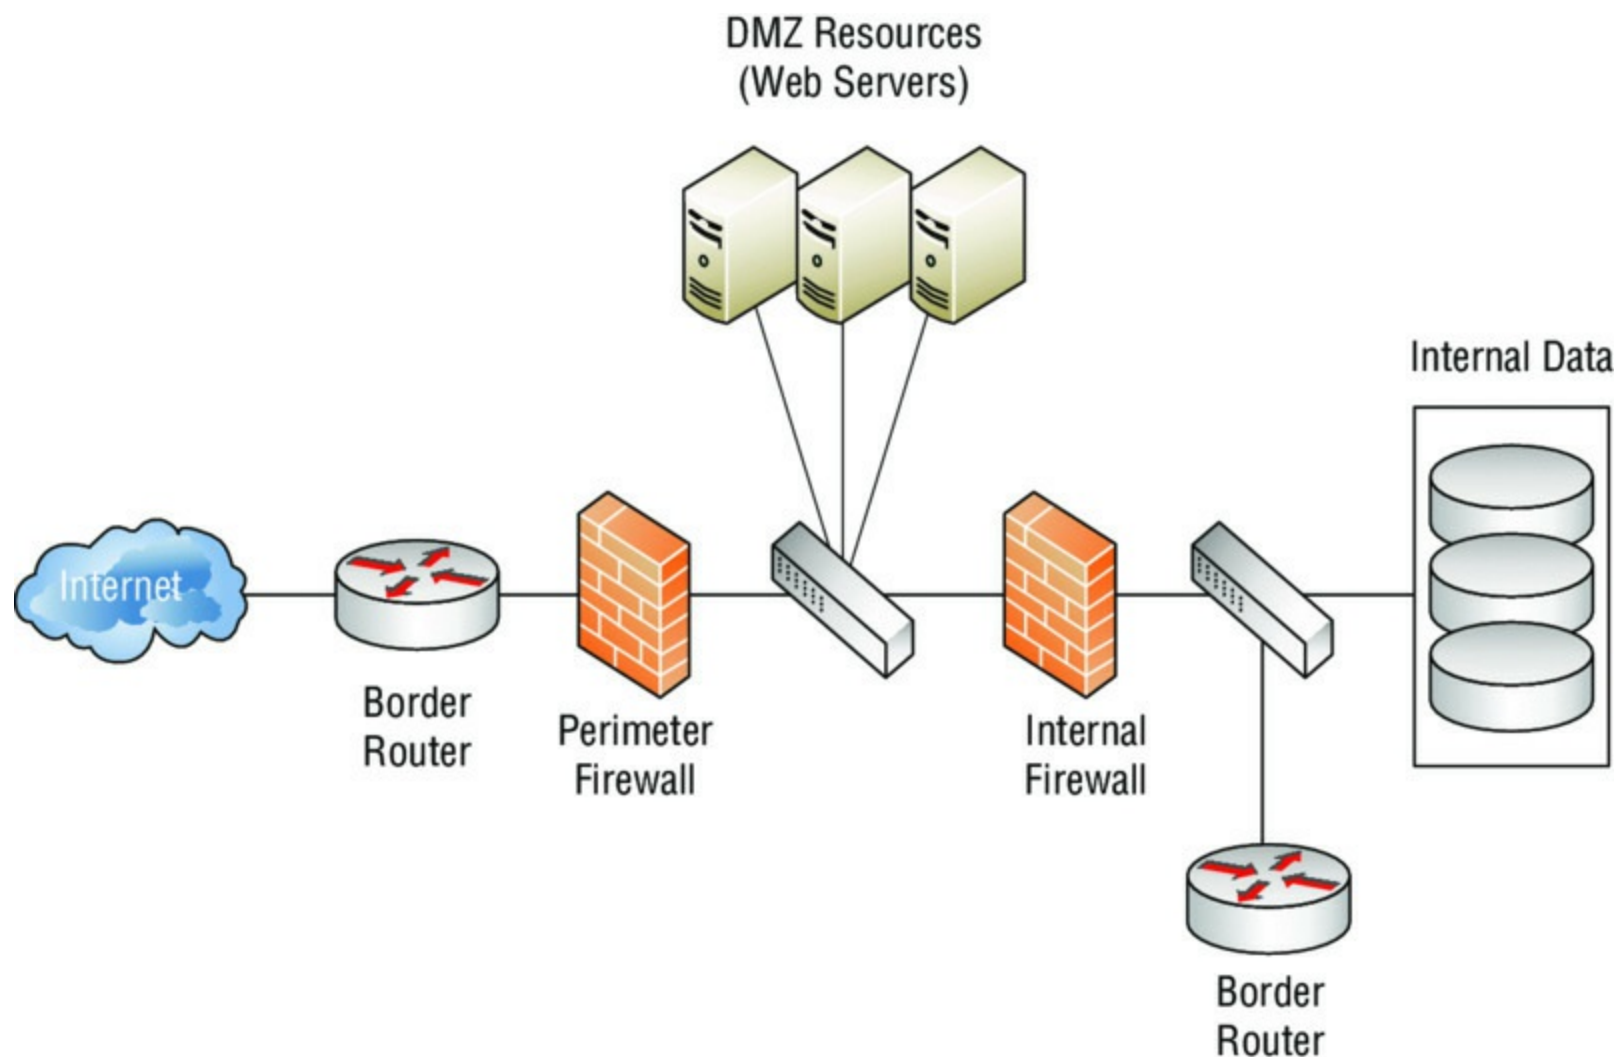 DMZ Resources
(Web Servers)
Internal Data
Internet
Border
Router
Perimeter
Firewall
Internal
Firewall
Border
Router